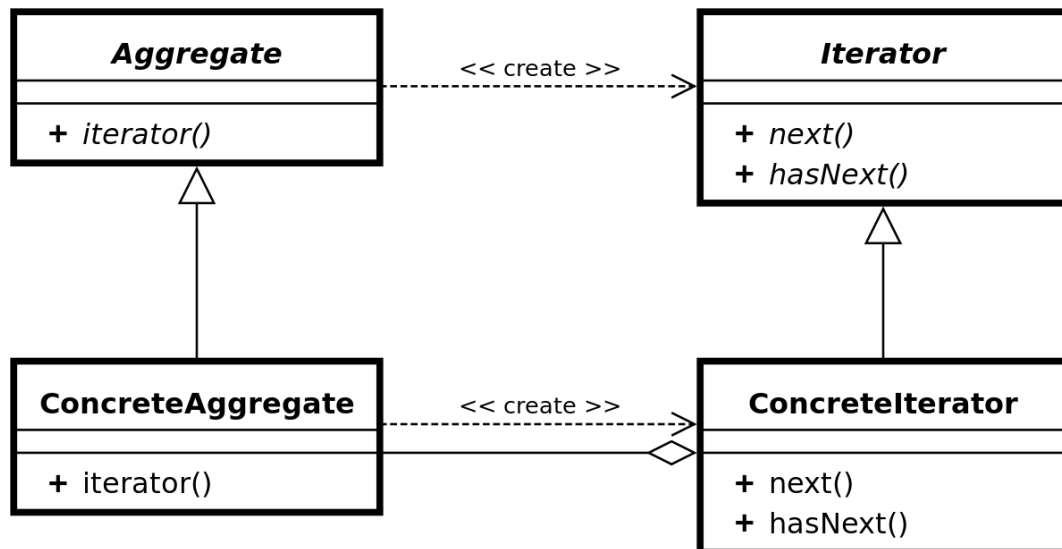 Aggregate
<< create >>
Iterator
+ iterator()
+ next()
+ hasNext()
ConcreteAggregate
<< create >>
ConcreteIterator
+ iterator()
+ next()
+ hasNext()